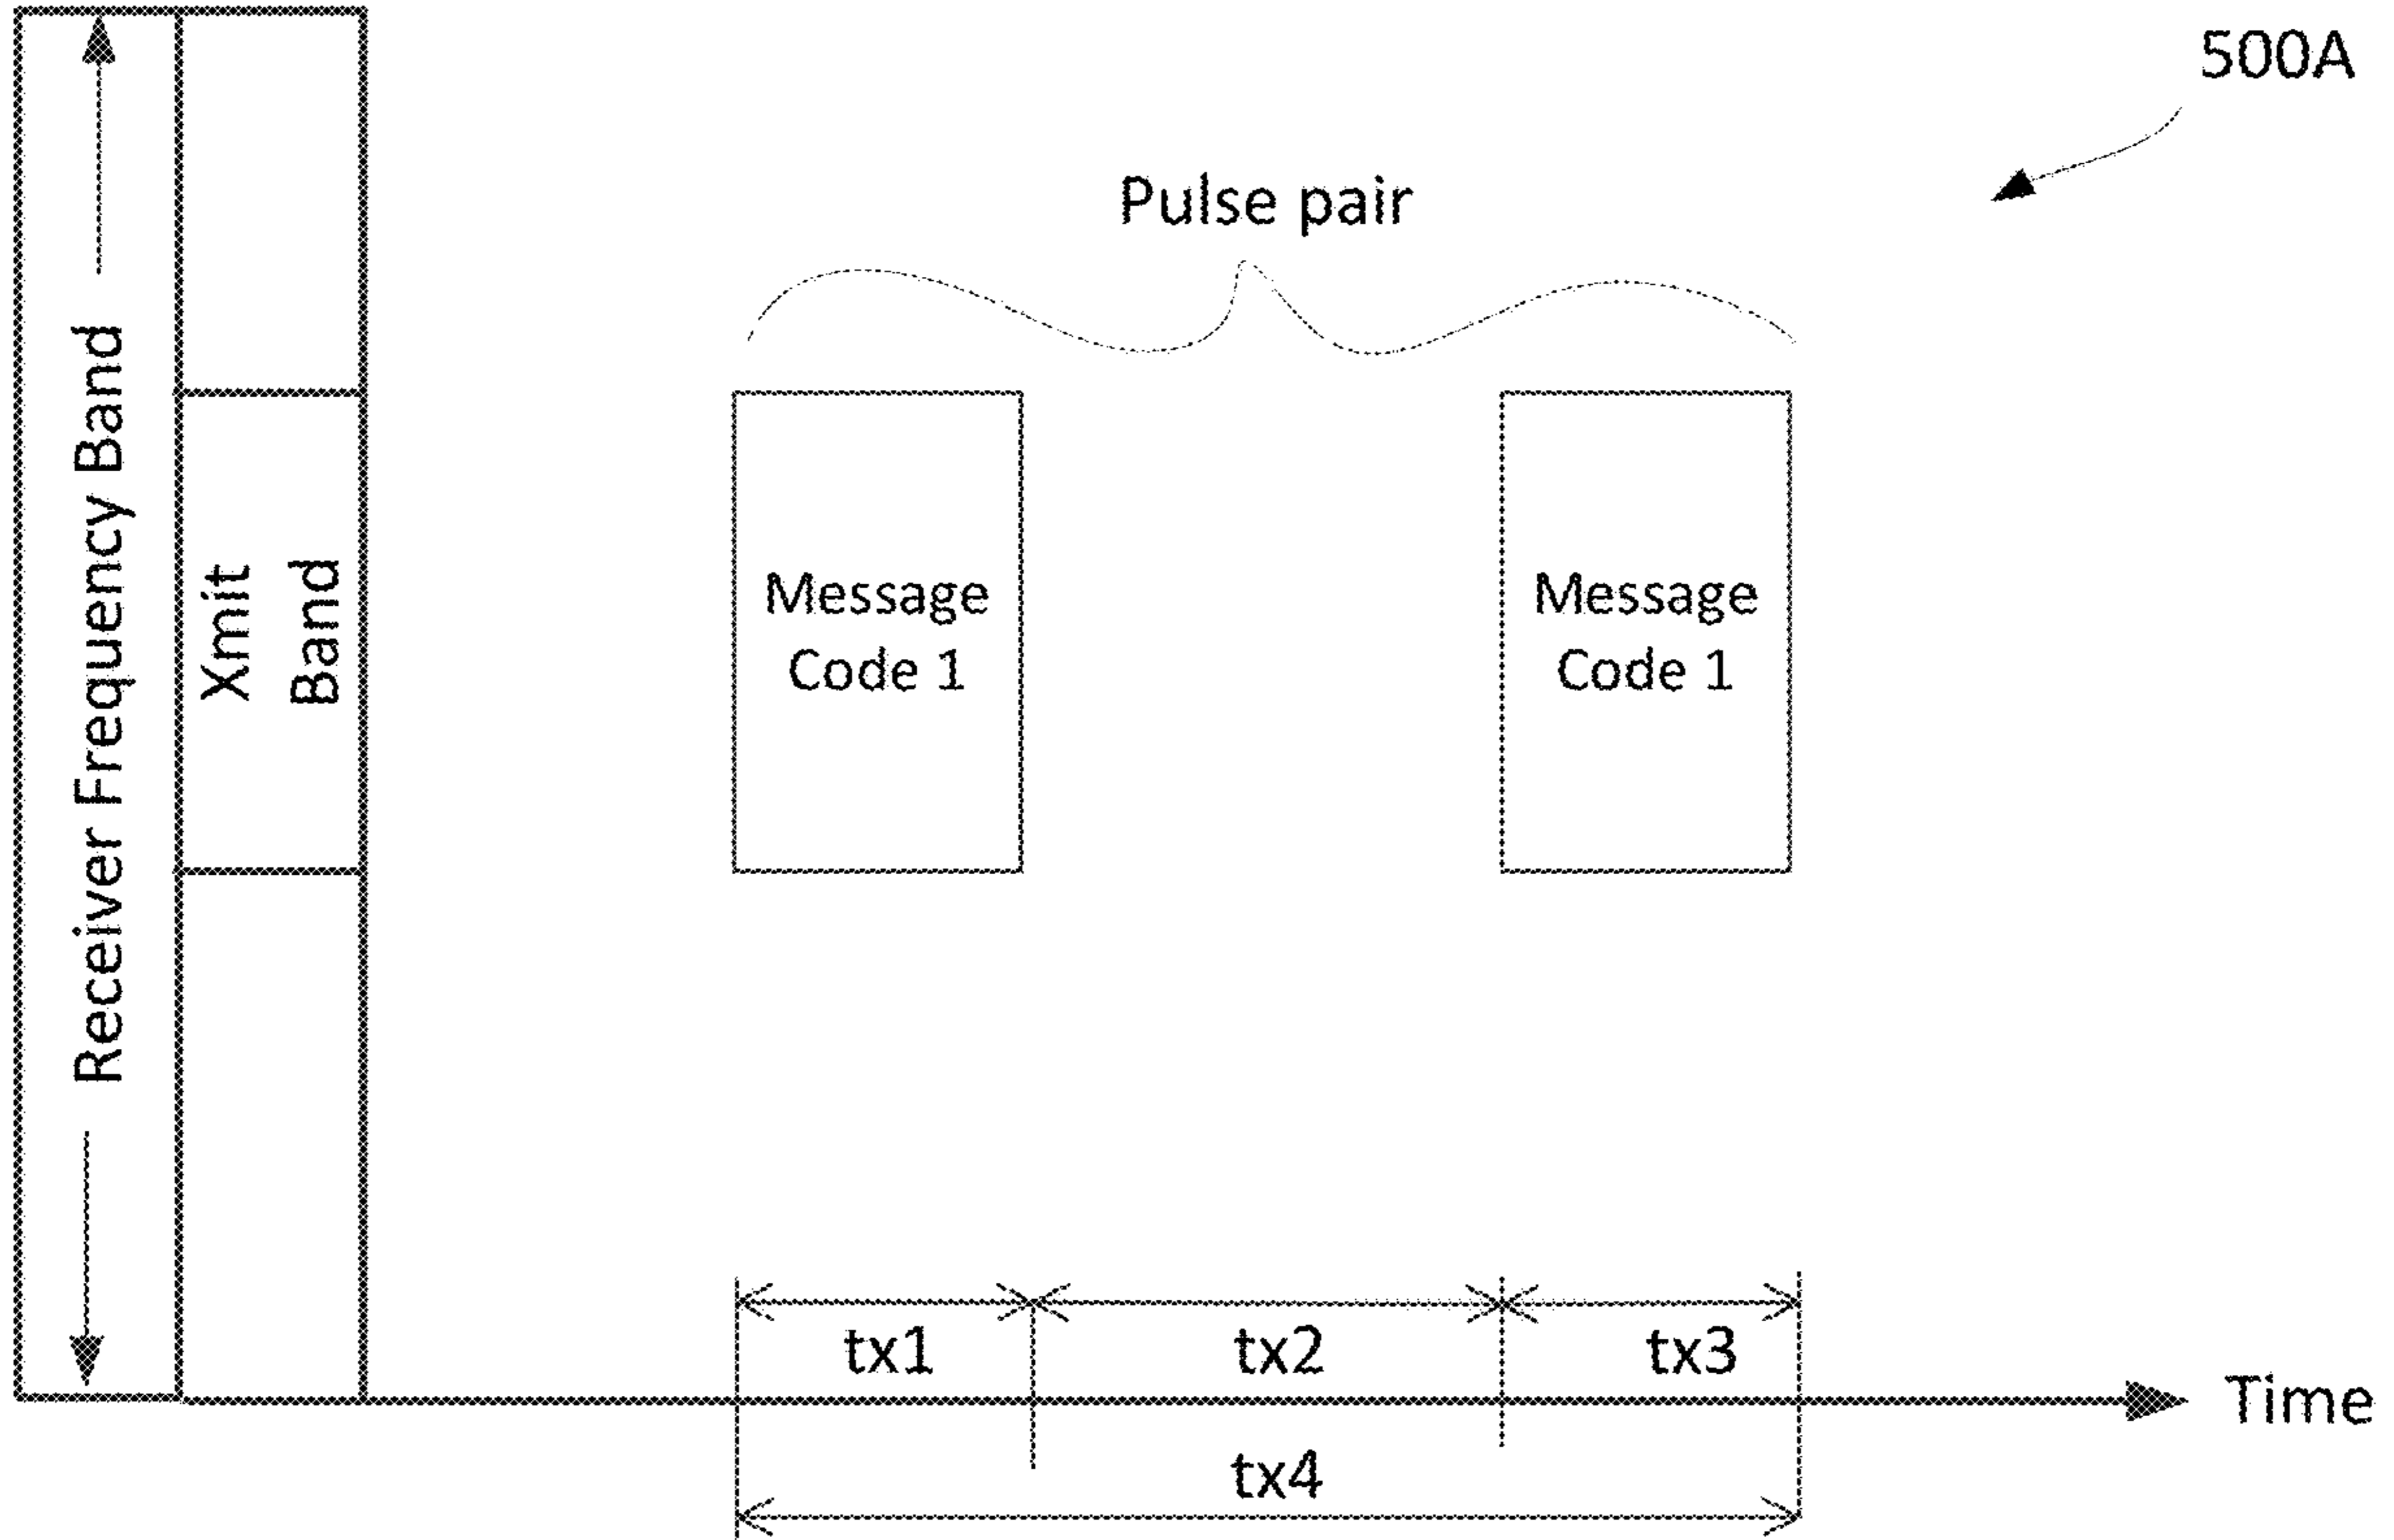 500A
Pulse pair
Receiver Frequency Band
Xmit
Band
Message
Code 1
Message
Code 1
tx1
tx2
tx3
Time
tx4